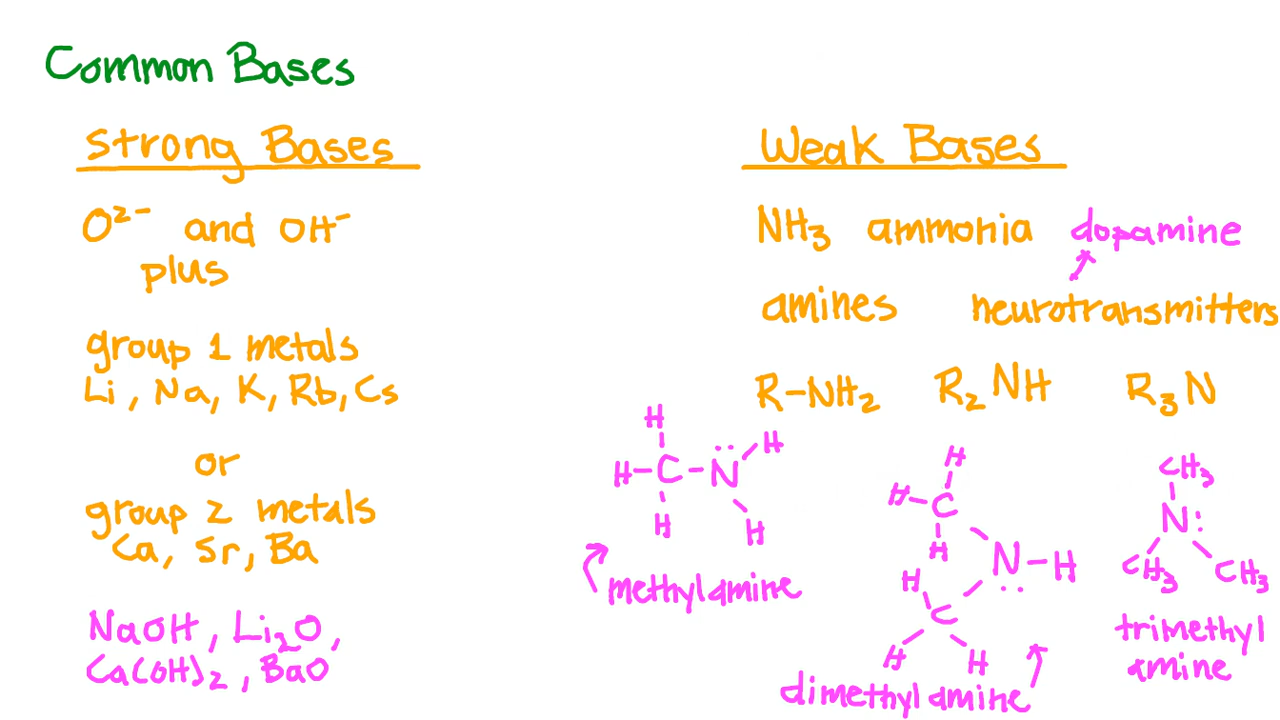 Common Bases
Strong Bases
O²⁻ and OH⁻
plus
group 1 metals
Li, Na, K, Rb, Cs
or
group 2 metals
Ca, Sr, Ba
NaOH, Li₂O,
Ca(OH)₂, BaO
Weak Bases
NH₃ ammonia dopamine
amines neurotransmitters
R-NH₂ R₂NH R₃N
H
H-C-N̈
H
H
H
methylamine
H
H-C
H
N-H
H
C
H
H
dimethylamine
CH₃
N:
CH₃
CH₃
trimethyl
amine